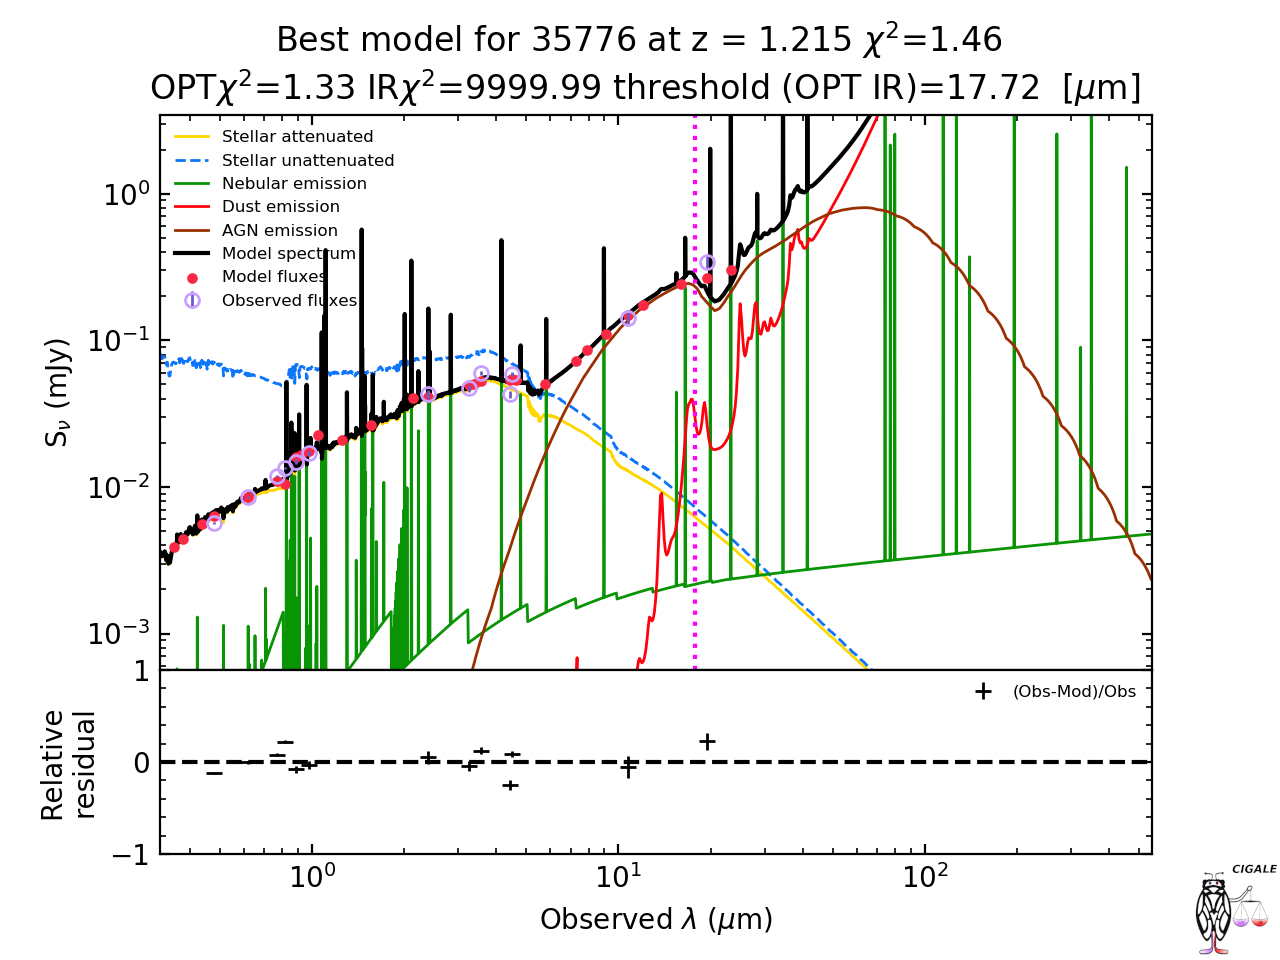 Best model for 35776 at z = 1.215 χ²=1.46
OPTχ²=1.33 IRχ²=9999.99 threshold (OPT IR)=17.72 [μm]
Stellar attenuated
Stellar unattenuated
Nebular emission
Dust emission
AGN emission
Model spectrum
Model fluxes
Observed fluxes
10⁰
10⁻¹
10⁻²
10⁻³
S_ν (mJy)
1
0
−1
Relative
residual
(Obs-Mod)/Obs
10⁰ 10¹ 10²
Observed λ (μm)
CIGALE